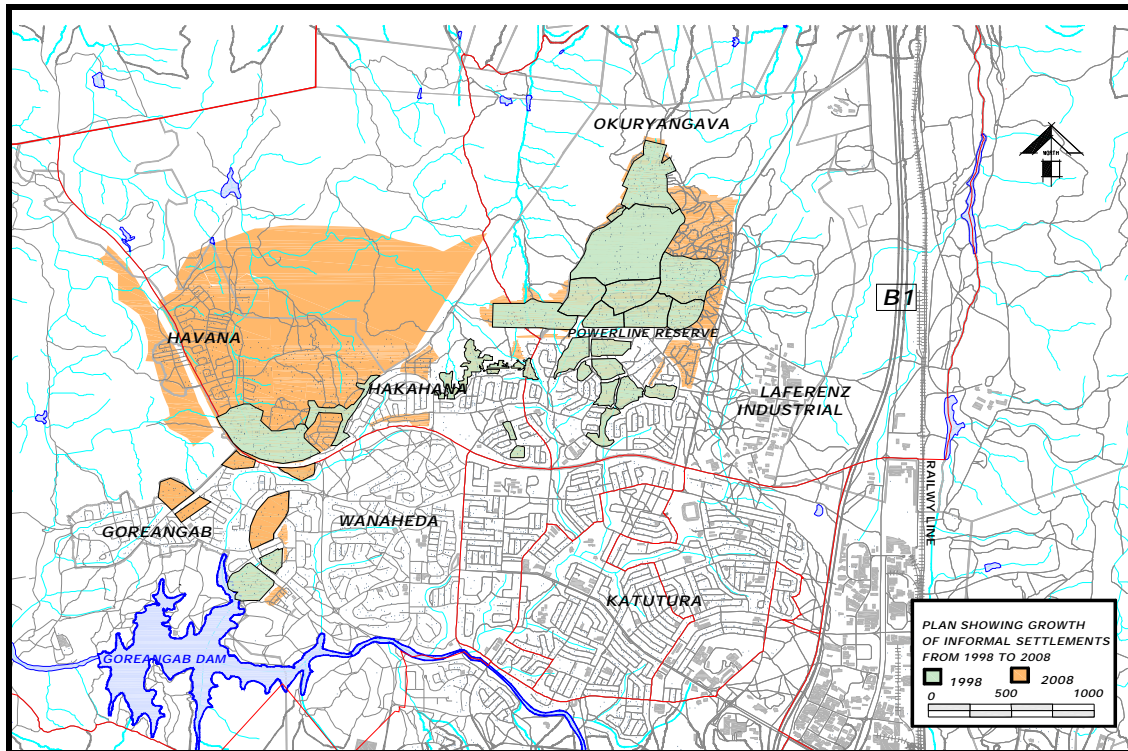 OKURYANGAVA
NORTH
B1
HAVANA
POWERLINE RESERVE
HAKAHANA
LAFERENZ
INDUSTRIAL
RAILWY LINE
GOREANGAB
WANAHEDA
KATUTURA
GOREANGAB DAM
PLAN SHOWING GROWTH
OF INFORMAL SETTLEMENTS
FROM 1998 TO 2008
1998 2008
0 500 1000